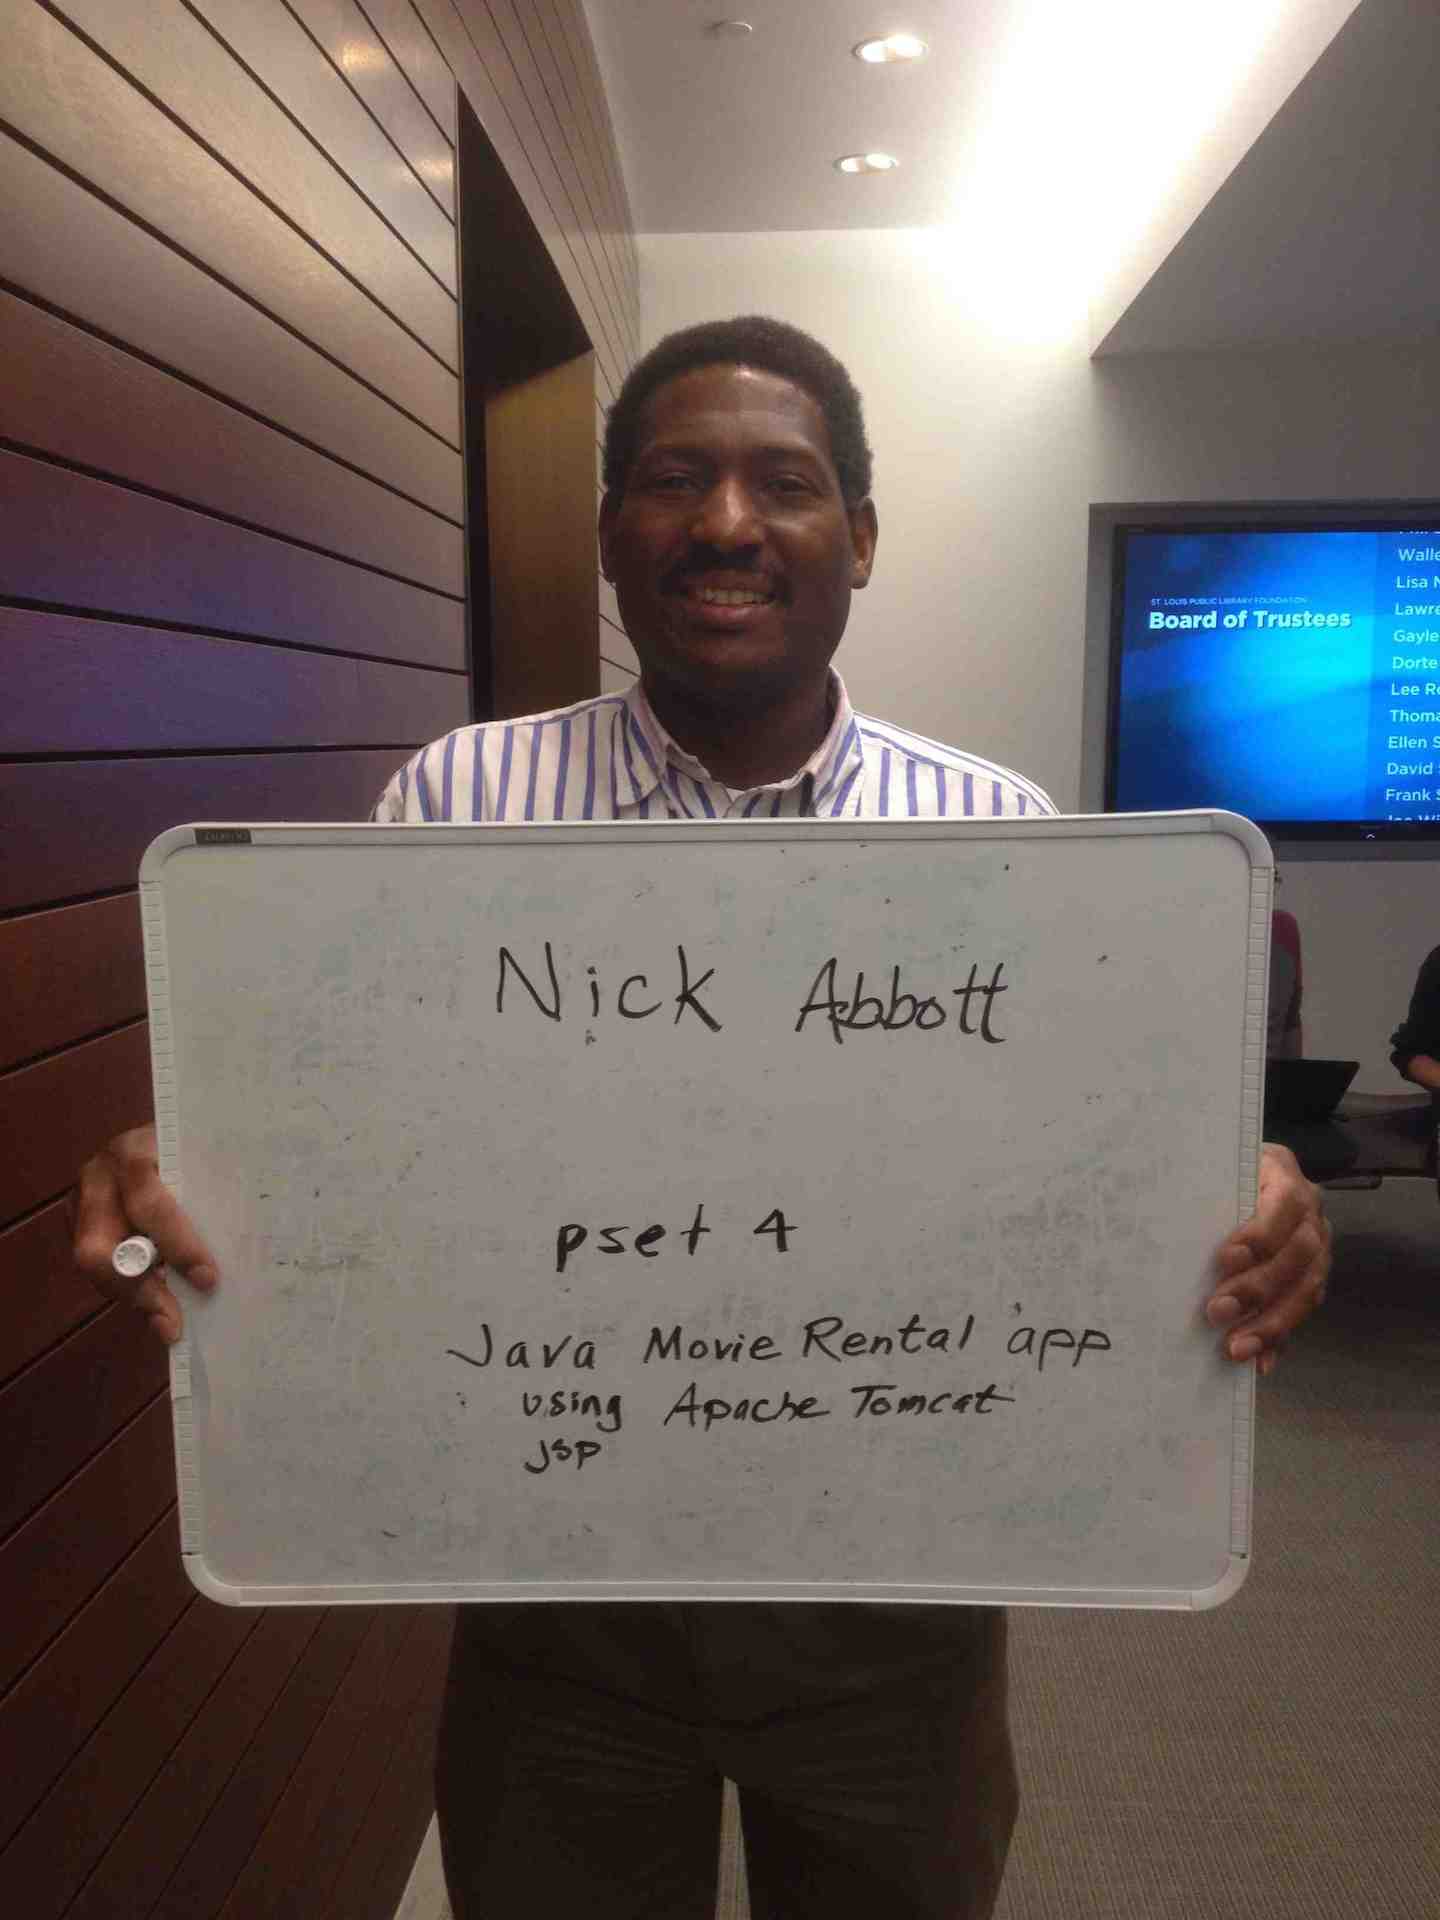 Nick Abbott
pset 4
Java Movie Rental app
using Apache Tomcat
jsp
ST. LOUIS PUBLIC LIBRARY FOUNDATION
Board of Trustees
Walle
Lisa N
Lawre
Gayle
Dorte
Lee Ro
Thoma
Ellen S
David S
Frank S